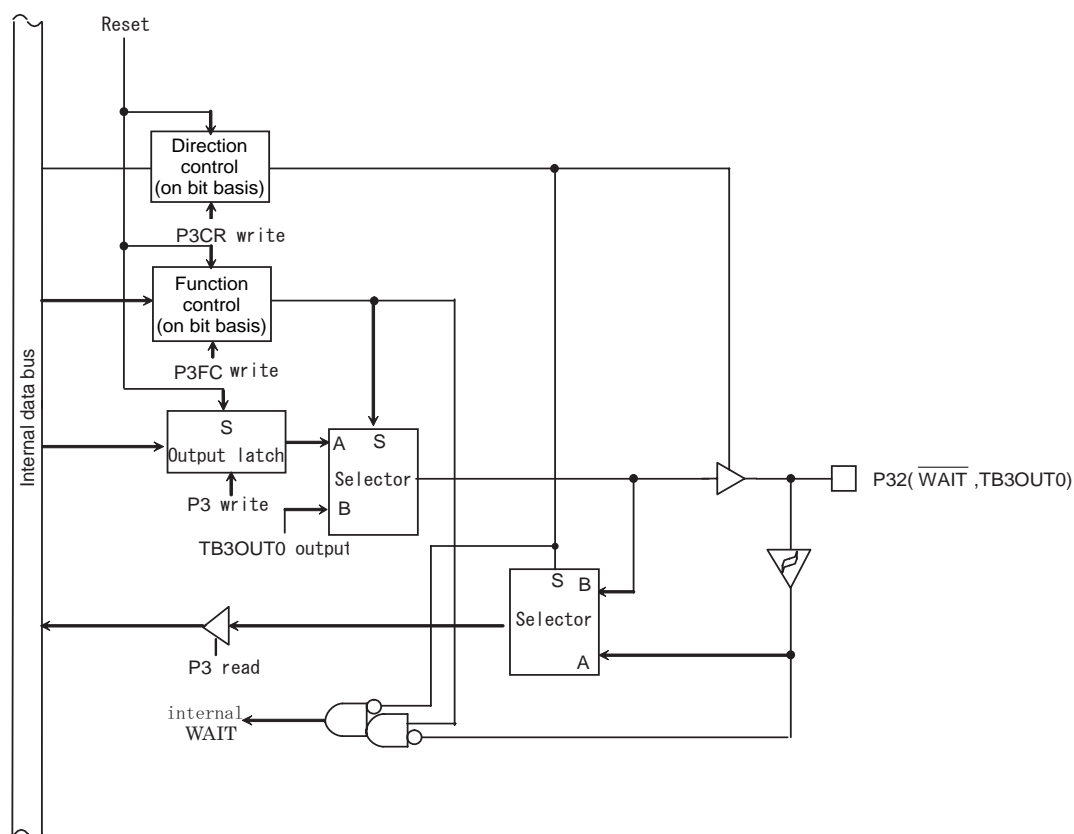 Reset
Direction
control
(on bit basis)
P3CR write
Function
control
(on bit basis)
P3FC write
Internal data bus
S
Output latch
P3 write
A S
Selector
B
TB3OUT0 output
P32( WAIT ,TB3OUT0)
S B
Selector
A
P3 read
internal
WAIT